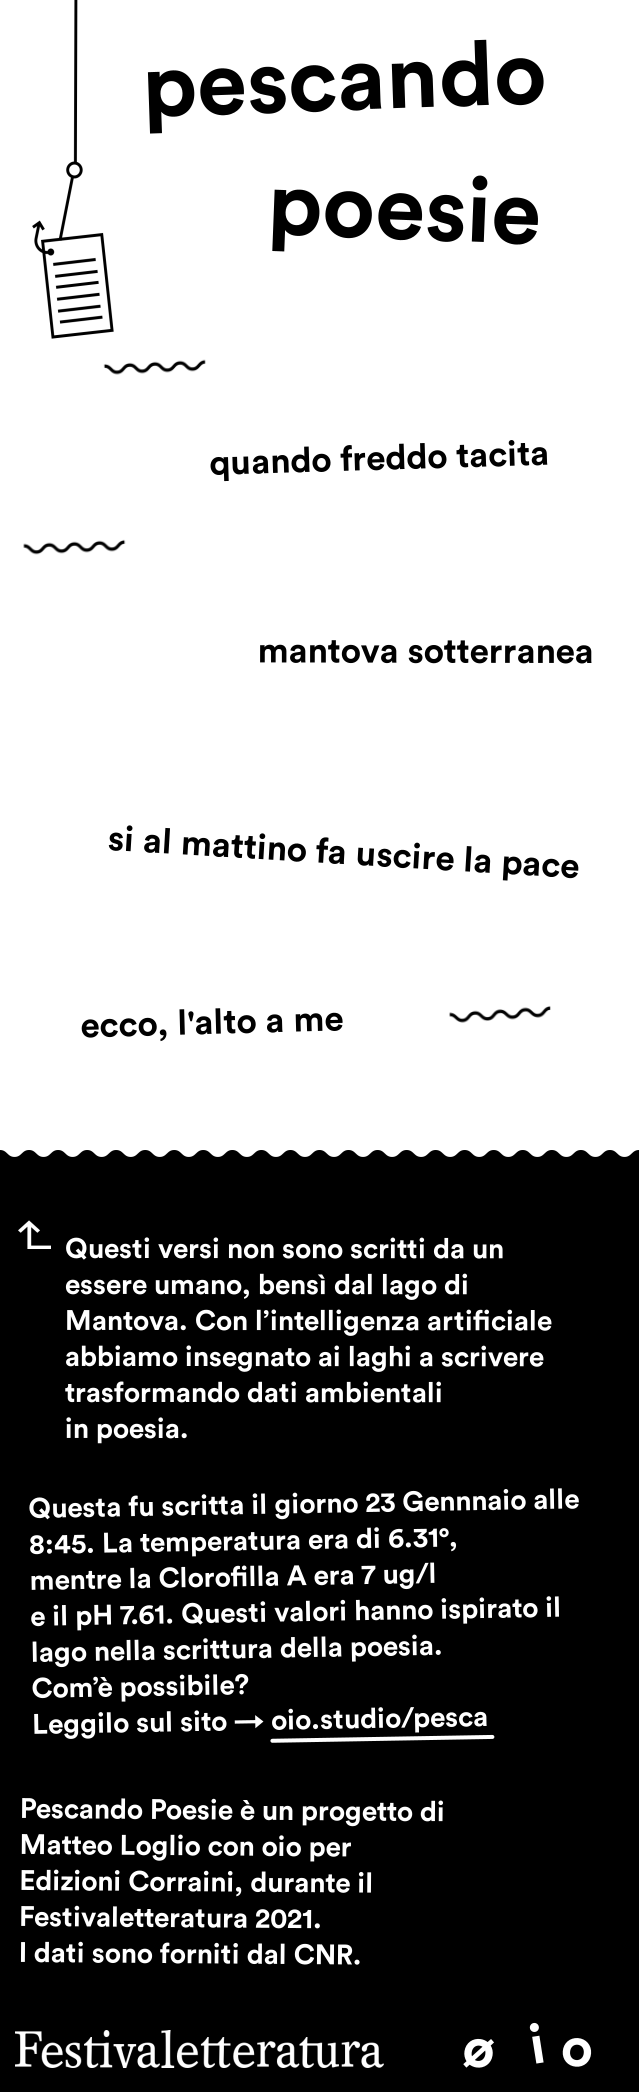 pescando
poesie
quando freddo tacita
mantova sotterranea
si al mattino fa uscire la pace
ecco, l'alto a me
Questi versi non sono scritti da un
essere umano, bensì dal lago di
Mantova. Con l’intelligenza artificiale
abbiamo insegnato ai laghi a scrivere
trasformando dati ambientali
in poesia.
Questa fu scritta il giorno 23 Gennnaio alle
8:45. La temperatura era di 6.31°,
mentre la Clorofilla A era 7 ug/l
e il pH 7.61. Questi valori hanno ispirato il
lago nella scrittura della poesia.
Com’è possibile?
Leggilo sul sito → oio.studio/pesca
Pescando Poesie è un progetto di
Matteo Loglio con oio per
Edizioni Corraini, durante il
Festivaletteratura 2021.
I dati sono forniti dal CNR.
Festivaletteratura ø i o